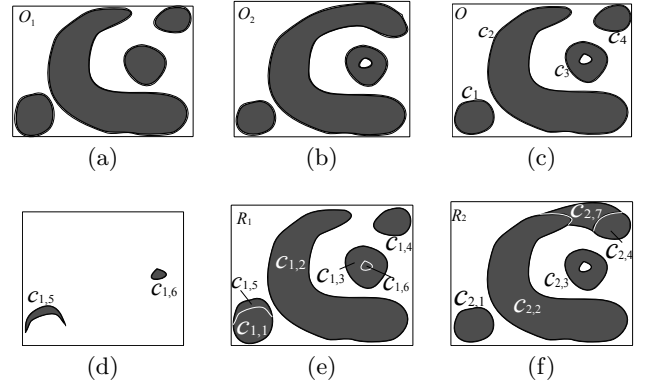 O₁
O₂
O
c₂
c₄
c₃
c₁
(a)
(b)
(c)
R₁
R₂
c₂,₇
c₁,₄
c₂,₄
c₁,₂
c₁,₃
c₁,₅
c₁,₆
c₁,₅
c₁,₆
c₂,₃
c₂,₁
c₂,₂
c₁,₁
(d)
(e)
(f)